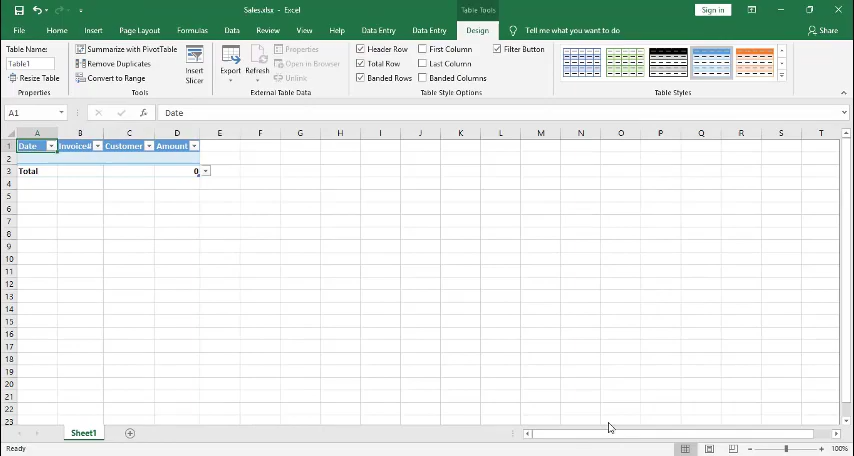 Sales.xlsx - Excel
Table Tools
Sign in
File Home Insert Page Layout Formulas Data Review View Help Data Entry Data Entry Design Tell me what you want to do Share
Table Name:
Table1
Resize Table
Properties
Summarize with PivotTable
Remove Duplicates
Convert to Range
Insert
Slicer
Tools
Export Refresh
Properties
Open in Browser
Unlink
External Table Data
Header Row First Column Filter Button
Total Row Last Column
Banded Rows Banded Columns
Table Style Options
Table Styles
A1 fx Date
A B C D E F G H I J K L M N O P Q R S T
1 Date Invoice# Customer Amount
2
3 Total 0
4
5
6
7
8
9
10
11
12
13
14
15
16
17
18
19
20
21
22
23
Sheet1
Ready 100%